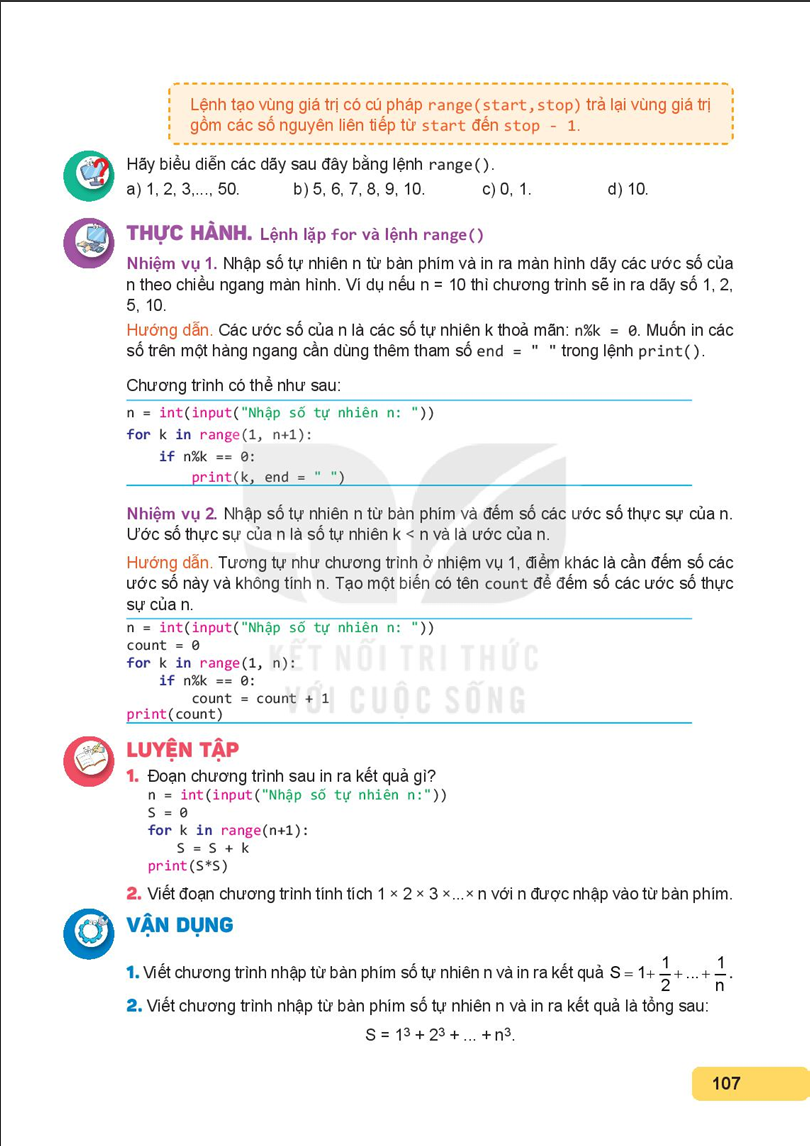 Lệnh tạo vùng giá trị có cú pháp range(start,stop) trả lại vùng giá trị
gồm các số nguyên liên tiếp từ start đến stop - 1.
Hãy biểu diễn các dãy sau đây bằng lệnh range().
a) 1, 2, 3,..., 50. b) 5, 6, 7, 8, 9, 10. c) 0, 1. d) 10.
THỰC HÀNH. Lệnh lặp for và lệnh range()
Nhiệm vụ 1. Nhập số tự nhiên n từ bàn phím và in ra màn hình dãy các ước số của
n theo chiều ngang màn hình. Ví dụ nếu n = 10 thì chương trình sẽ in ra dãy số 1, 2,
5, 10.
Hướng dẫn. Các ước số của n là các số tự nhiên k thoả mãn: n%k = 0. Muốn in các
số trên một hàng ngang cần dùng thêm tham số end = " " trong lệnh print().
Chương trình có thể như sau:
n = int(input("Nhập số tự nhiên n: "))
for k in range(1, n+1):
    if n%k == 0:
        print(k, end = " ")
Nhiệm vụ 2. Nhập số tự nhiên n từ bàn phím và đếm số các ước số thực sự của n.
Ước số thực sự của n là số tự nhiên k < n và là ước của n.
Hướng dẫn. Tương tự như chương trình ở nhiệm vụ 1, điểm khác là cần đếm số các
ước số này và không tính n. Tạo một biến có tên count để đếm số các ước số thực
sự của n.
n = int(input("Nhập số tự nhiên n: "))
count = 0
for k in range(1, n):
    if n%k == 0:
        count = count + 1
print(count)
KẾT NỐI TRI THỨC
VỚI CUỘC SỐNG
LUYỆN TẬP
1. Đoạn chương trình sau in ra kết quả gì?
n = int(input("Nhập số tự nhiên n:"))
S = 0
for k in range(n+1):
    S = S + k
print(S*S)
2. Viết đoạn chương trình tính tích 1 × 2 × 3 ×...× n với n được nhập vào từ bàn phím.
VẬN DỤNG
1. Viết chương trình nhập từ bàn phím số tự nhiên n và in ra kết quả S = 1+ 1/2 + ... + 1/n.
2. Viết chương trình nhập từ bàn phím số tự nhiên n và in ra kết quả là tổng sau:
S = 1³ + 2³ + ... + n³.
107